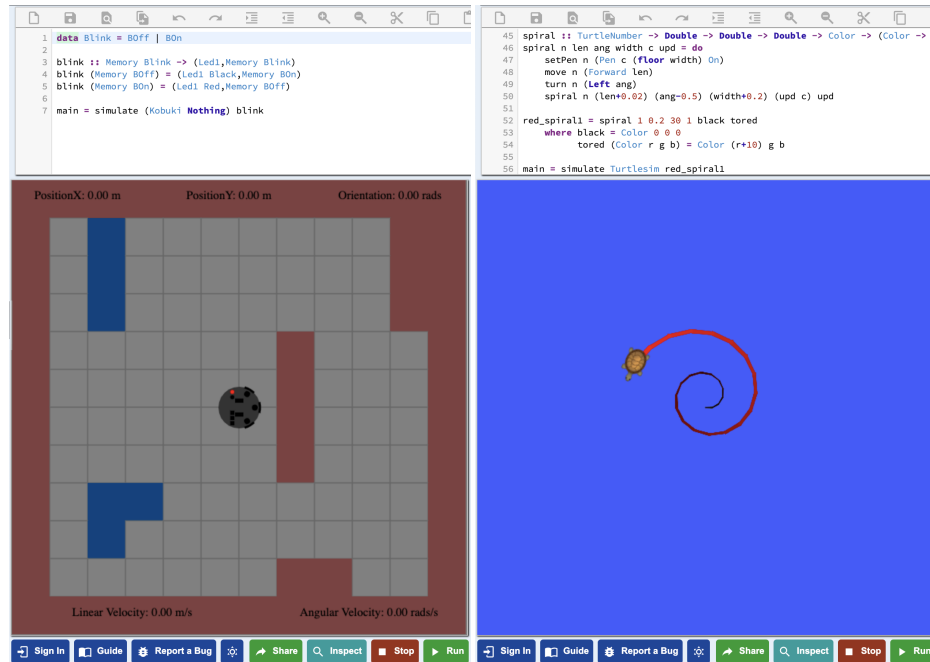 1 data Blink = BOff | BOn
2
3 blink :: Memory Blink -> (Led1,Memory Blink)
4 blink (Memory BOff) = (Led1 Black,Memory BOn)
5 blink (Memory BOn) = (Led1 Red,Memory BOff)
6
7 main = simulate (Kobuki Nothing) blink
PositionX: 0.00 m PositionY: 0.00 m Orientation: 0.00 rads
Linear Velocity: 0.00 m/s Angular Velocity: 0.00 rads/s
Sign In Guide Report a Bug Share Inspect Stop Run
45 spiral :: TurtleNumber -> Double -> Double -> Double -> Color -> (Color ->
46 spiral n len ang width c upd = do
47 setPen n (Pen c (floor width) On)
48 move n (Forward len)
49 turn n (Left ang)
50 spiral n (len+0.02) (ang-0.5) (width+0.2) (upd c) upd
51
52 red_spiral1 = spiral 1 0.2 30 1 black tored
53 where black = Color 0 0 0
54 tored (Color r g b) = Color (r+10) g b
55
56 main = simulate Turtlesim red_spiral1
Sign In Guide Report a Bug Share Inspect Stop Run